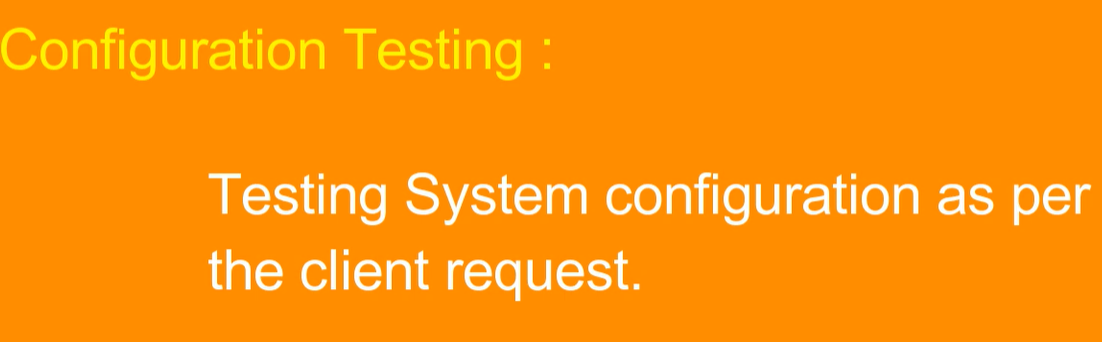 Configuration Testing :
Testing System configuration as per
the client request.